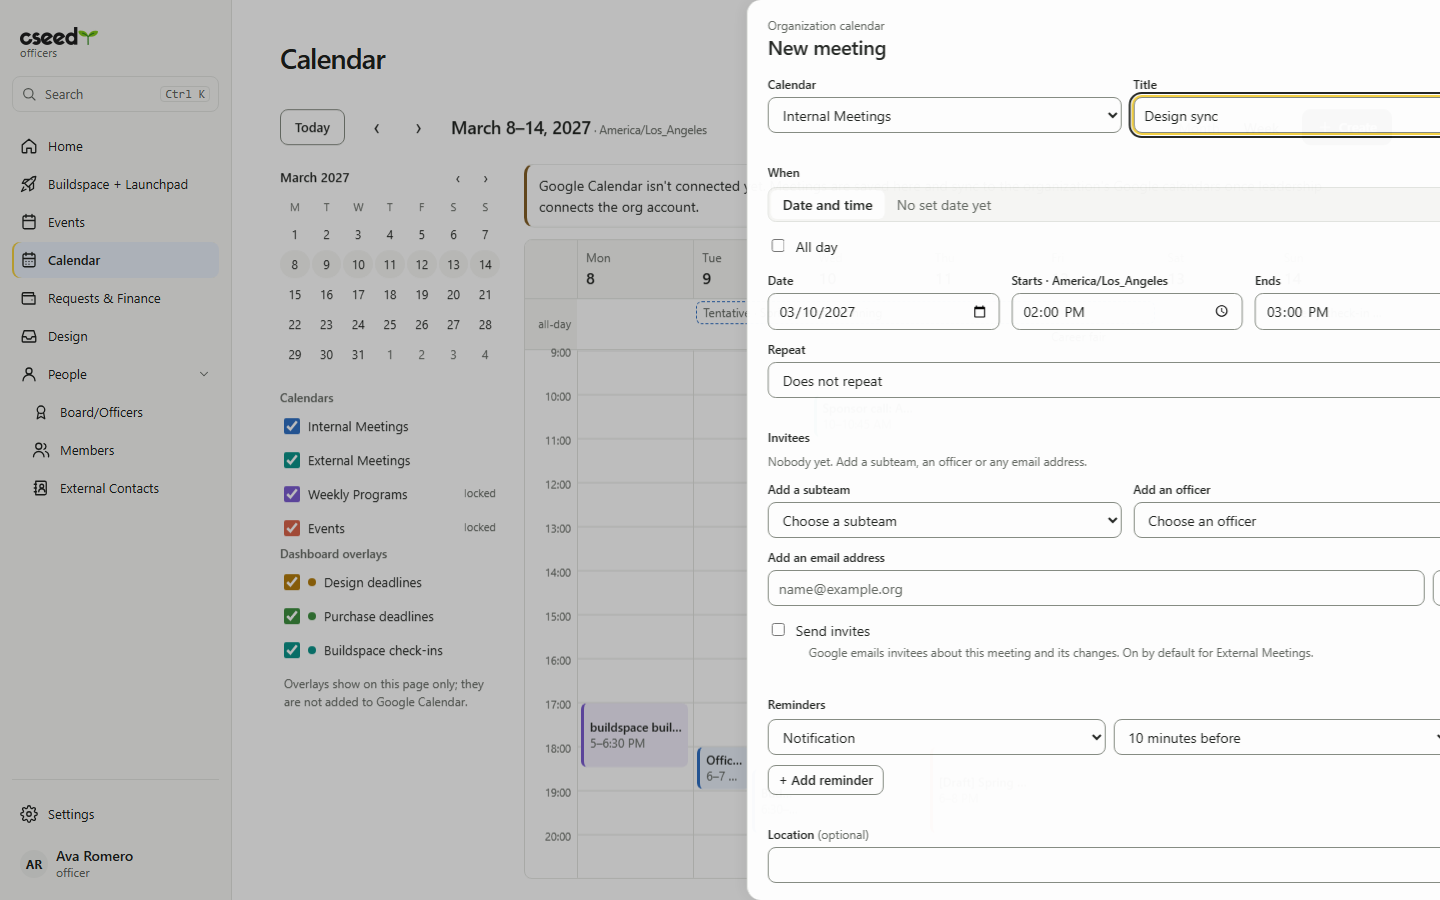 cseed
officers
Search
Ctrl K
Home
Buildspace + Launchpad
Events
Calendar
Requests & Finance
Design
People
Board/Officers
Members
External Contacts
Settings
AR
Ava Romero
officer
Calendar
Today
March 8–14, 2027 · America/Los_Angeles
March 2027
M T W T F S S
1 2 3 4 5 6 7
8 9 10 11 12 13 14
15 16 17 18 19 20 21
22 23 24 25 26 27 28
29 30 31 1 2 3 4
Calendars
Internal Meetings
External Meetings
Weekly Programs locked
Events locked
Dashboard overlays
Design deadlines
Purchase deadlines
Buildspace check-ins
Overlays show on this page only; they
are not added to Google Calendar.
Google Calendar isn't connected
connects the org account.
Mon
8
Tue
9
all-day
Tentative
9:00
10:00
11:00
12:00
13:00
14:00
15:00
16:00
17:00
18:00
19:00
20:00
buildspace buil...
5–6:30 PM
Offic...
6–7 ...
Organization calendar
New meeting
Calendar
Internal Meetings
Title
Design sync
When
Date and time
No set date yet
All day
Date
03/10/2027
Starts · America/Los_Angeles
02:00 PM
Ends
03:00 PM
Repeat
Does not repeat
Invitees
Nobody yet. Add a subteam, an officer or any email address.
Add a subteam
Choose a subteam
Add an officer
Choose an officer
Add an email address
name@example.org
Send invites
Google emails invitees about this meeting and its changes. On by default for External Meetings.
Reminders
Notification
10 minutes before
+ Add reminder
Location (optional)